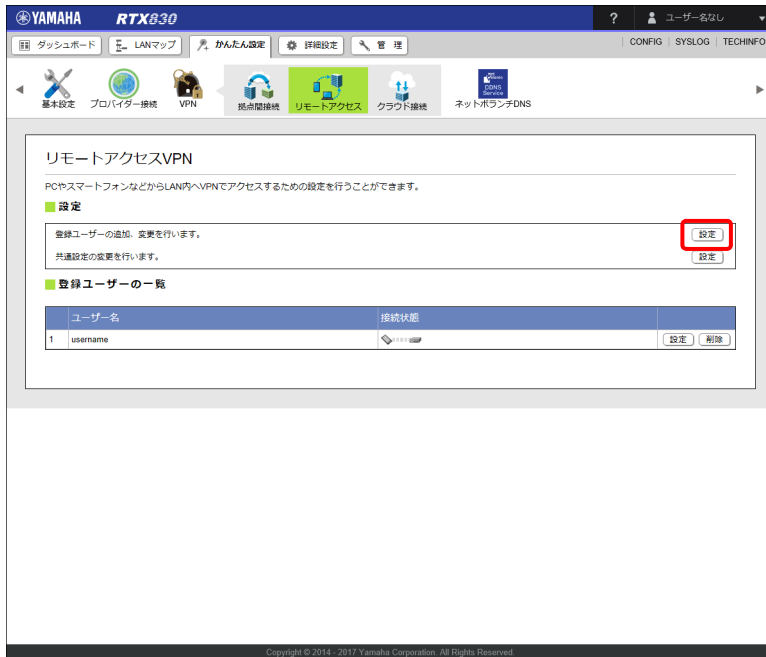 YAMAHA RTX830 ? ユーザーなし ▼
ダッシュボード LANマップ かんたん設定 詳細設定 管 理 CONFIG SYSLOG TECHINFO
DDNS
Service
基本設定 プロバイダー接続 VPN 拠点間接続 リモートアクセス クラウド接続 ネットボランチDNS
リモートアクセスVPN
PCやスマートフォンなどからLAN内へVPNでアクセスするための設定を行うことができます。
設定
登録ユーザーの追加、変更を行います。 設定
共通設定の変更を行います。 設定
登録ユーザーの一覧
ユーザー名 接続状態
1 username 設定 削除
Copyright © 2014 - 2017 Yamaha Corporation. All Rights Reserved.